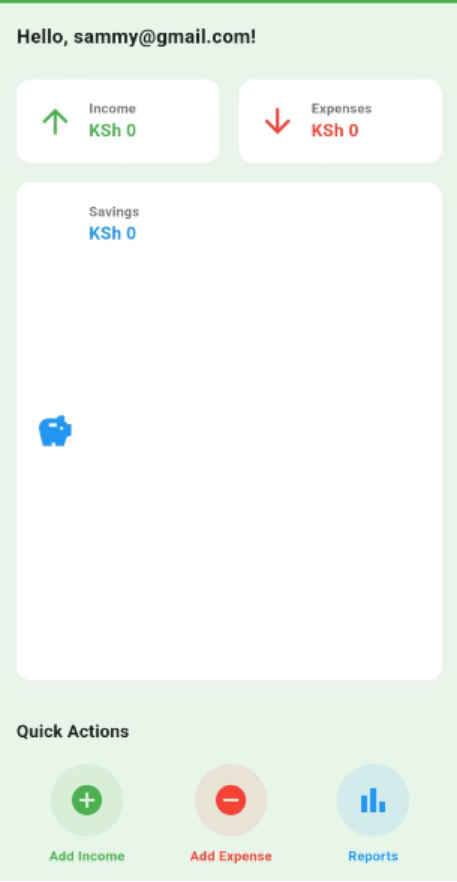 Hello, sammy@gmail.com!
Income
KSh 0
Expenses
KSh 0
Savings
KSh 0
Quick Actions
Add Income
Add Expense
Reports